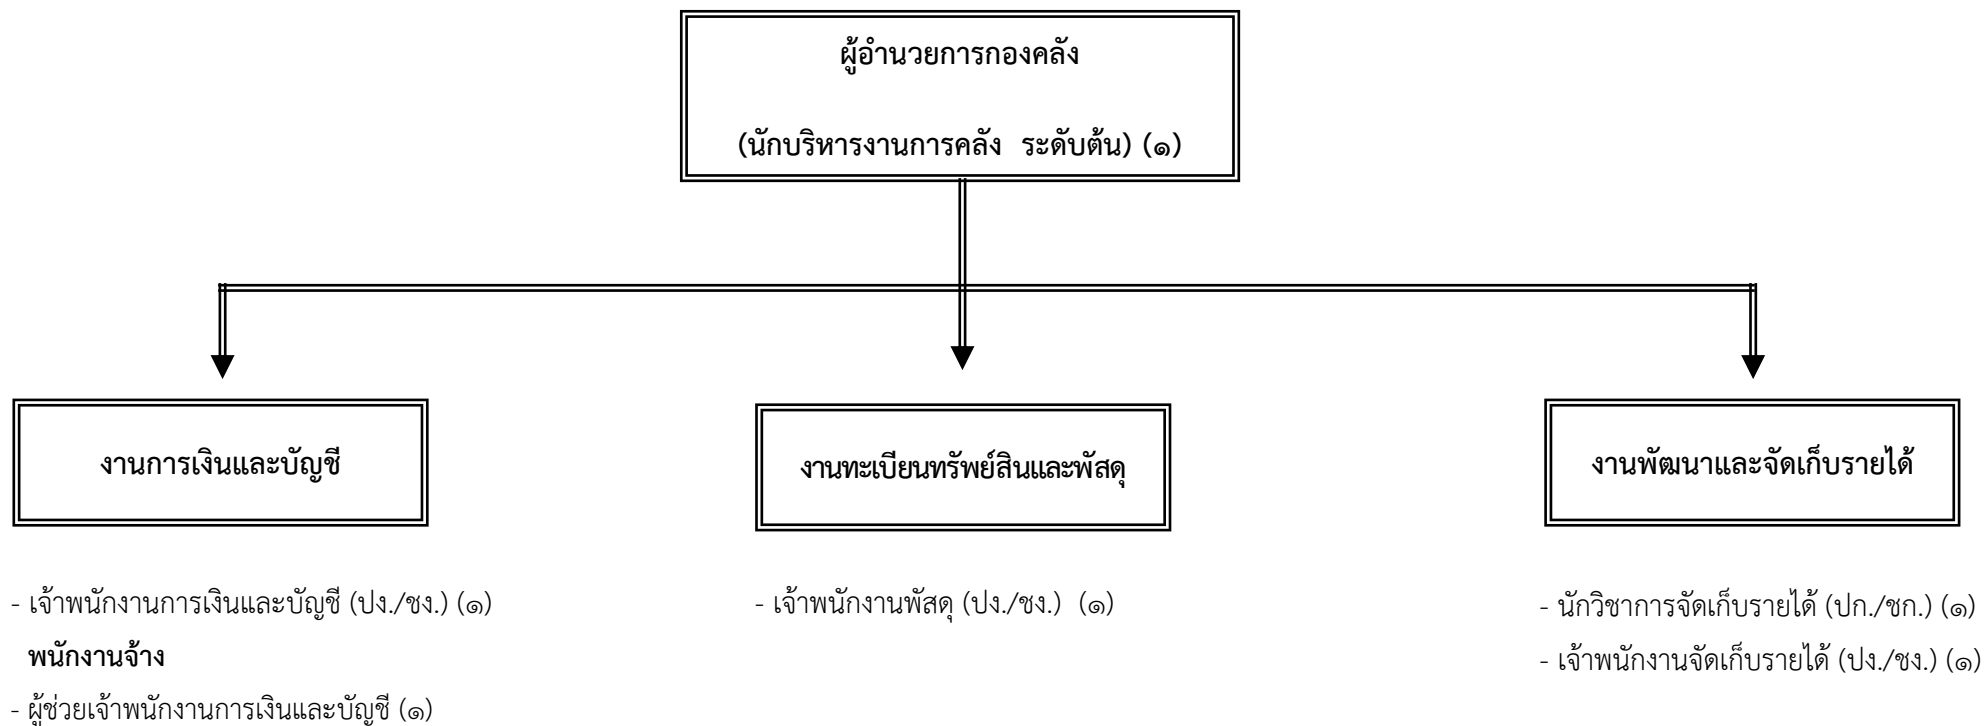 ผู้อำนวยการกองคลัง
(นักบริหารงานการคลัง ระดับต้น) (๑)
งานการเงินและบัญชี
- เจ้าพนักงานการเงินและบัญชี (ปง./ชง.) (๑)
พนักงานจ้าง
- ผู้ช่วยเจ้าพนักงานการเงินและบัญชี (๑)
งานทะเบียนทรัพย์สินและพัสดุ
- เจ้าพนักงานพัสดุ (ปง./ชง.) (๑)
งานพัฒนาและจัดเก็บรายได้
- นักวิชาการจัดเก็บรายได้ (ปก./ชก.) (๑)
- เจ้าพนักงานจัดเก็บรายได้ (ปง./ชง.) (๑)